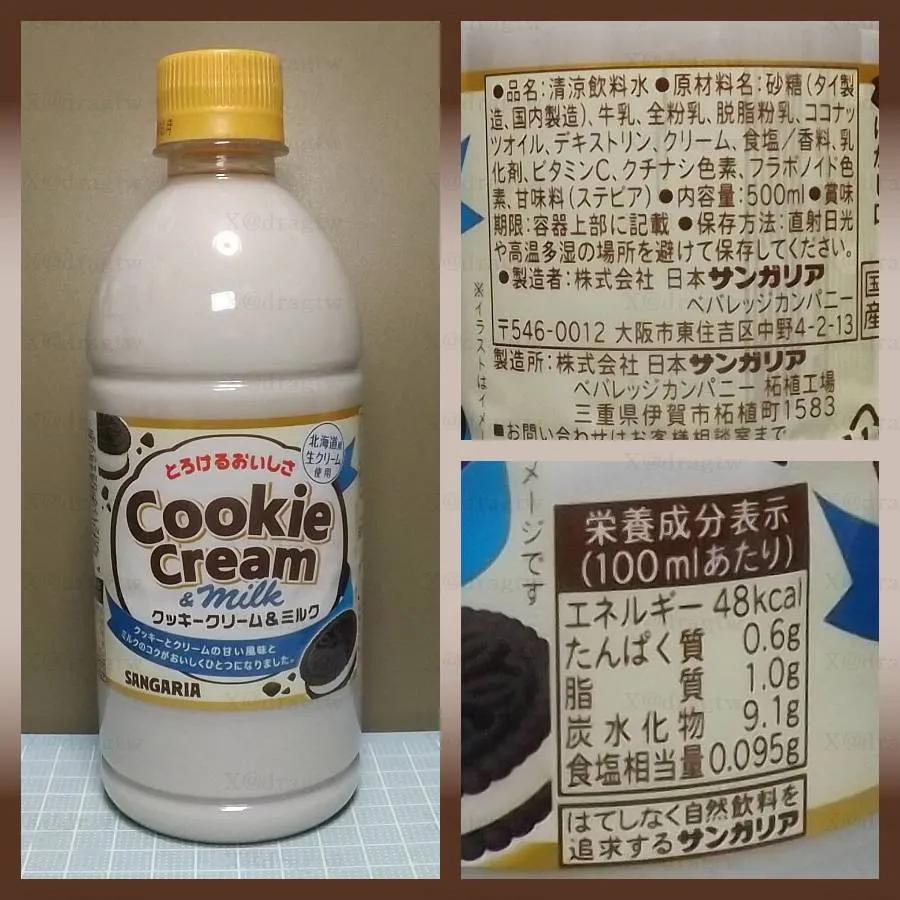 とろけるおいしさ
北海道産
生クリーム
使用
Cookie
Cream
& Milk
クッキークリーム&ミルク
クッキーとクリームの甘い風味と
ミルクのコクがおいしくひとつになりました。
SANGARIA
●品名:清涼飲料水 ●原材料名:砂糖(タイ製
造、国内製造)、牛乳、全粉乳、脱脂粉乳、ココナッ
ツオイル、デキストリン、クリーム、食塩/香料、乳
化剤、ビタミンC、クチナシ色素、フラボノイド色
素、甘味料(ステビア) ●内容量:500ml ●賞味
期限:容器上部に記載 ●保存方法:直射日光
や高温多湿の場所を避けて保存してください。
●製造者:株式会社 日本サンガリア
ベバレッジカンパニー
〒546-0012 大阪市東住吉区中野4-2-13
製造所:株式会社 日本サンガリア
ベバレッジカンパニー 柘植工場
三重県伊賀市柘植町1583
■お問い合わせはお客様相談室まで
※イラストはイメ
国産
メージです
栄養成分表示
(100mlあたり)
エネルギー 48kcal
たんぱく質 0.6g
脂質 1.0g
炭水化物 9.1g
食塩相当量 0.095g
はてしなく自然飲料を
追求するサンガリア
X@dragtw